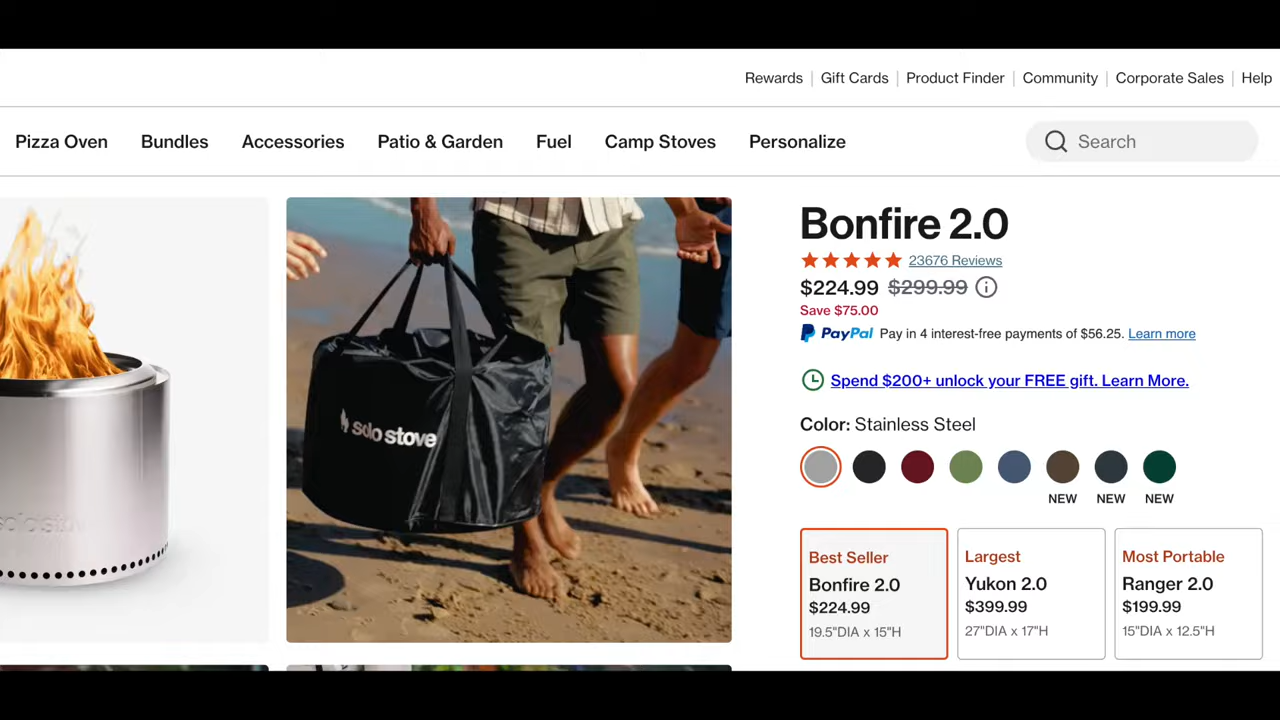 Rewards
Gift Cards
Product Finder
Community
Corporate Sales
Help
Pizza Oven
Bundles
Accessories
Patio & Garden
Fuel
Camp Stoves
Personalize
Search
solo stove
solo stove
Bonfire 2.0
23676 Reviews
$224.99 $299.99
Save $75.00
PayPal Pay in 4 interest-free payments of $56.25. Learn more
Spend $200+ unlock your FREE gift. Learn More.
Color: Stainless Steel
NEW
NEW
NEW
Best Seller
Bonfire 2.0
$224.99
19.5"DIA x 15"H
Largest
Yukon 2.0
$399.99
27"DIA x 17"H
Most Portable
Ranger 2.0
$199.99
15"DIA x 12.5"H